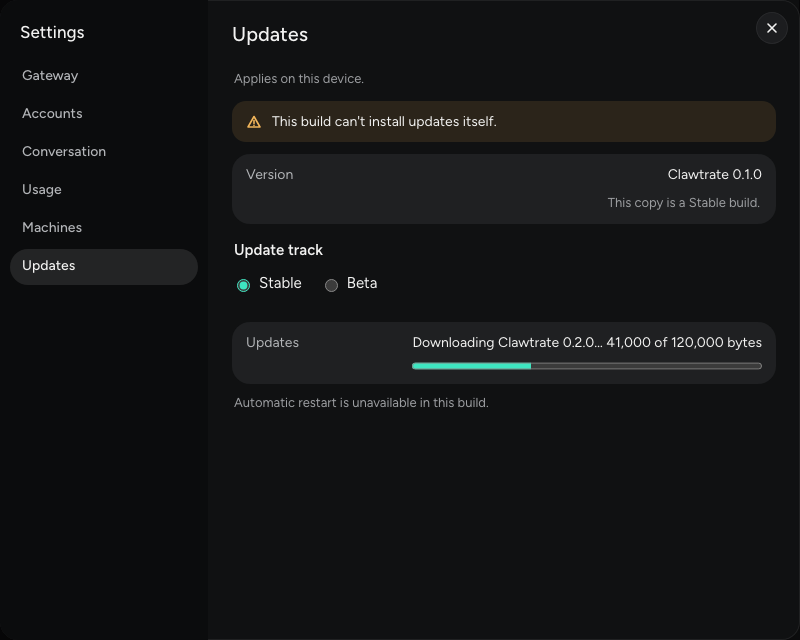 Settings
Gateway
Accounts
Conversation
Usage
Machines
Updates
Updates
Applies on this device.
This build can't install updates itself.
Version
Clawtrate 0.1.0
This copy is a Stable build.
Update track
Stable
Beta
Updates
Downloading Clawtrate 0.2.0... 41,000 of 120,000 bytes
Automatic restart is unavailable in this build.